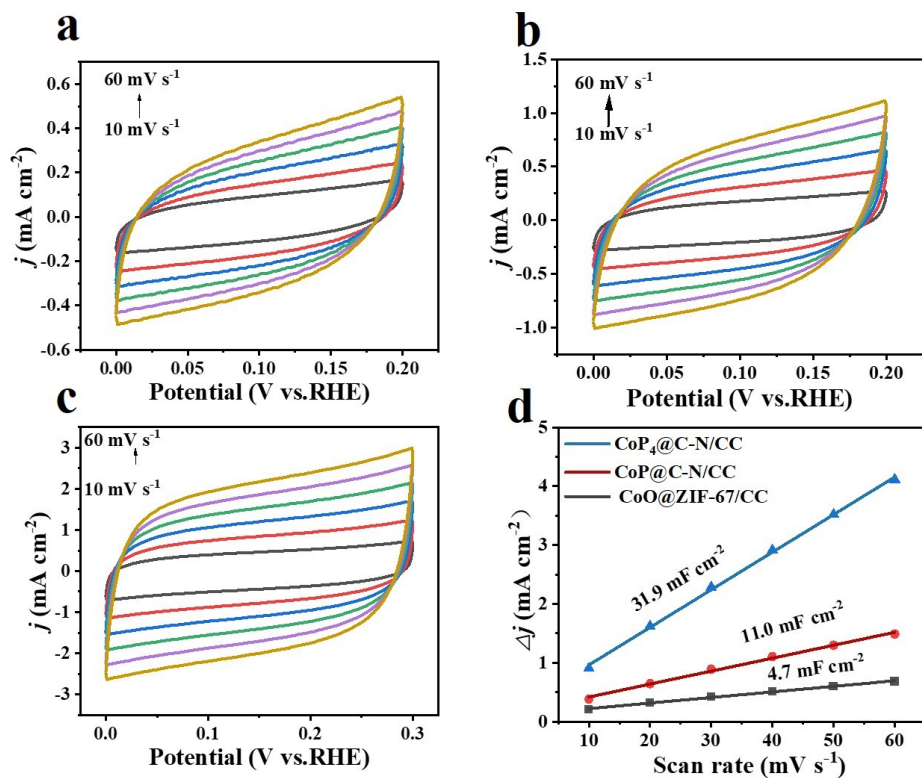 a
60 mV s⁻¹
10 mV s⁻¹
j (mA cm⁻²)
0.6
0.4
0.2
0.0
-0.2
-0.4
-0.6
0.00 0.05 0.10 0.15 0.20
Potential (V vs.RHE)
b
60 mV s⁻¹
10 mV s⁻¹
j (mA cm⁻²)
1.5
1.0
0.5
0.0
-0.5
-1.0
0.00 0.05 0.10 0.15 0.20
Potential (V vs.RHE)
c
60 mV s⁻¹
10 mV s⁻¹
j (mA cm⁻²)
3
2
1
0
-1
-2
-3
0.0 0.1 0.2 0.3
Potential (V vs.RHE)
d
CoP₄@C-N/CC
CoP@C-N/CC
CoO@ZIF-67/CC
31.9 mF cm⁻²
11.0 mF cm⁻²
4.7 mF cm⁻²
Δj (mA cm⁻²)
5
4
3
2
1
0
10 20 30 40 50 60
Scan rate (mV s⁻¹)